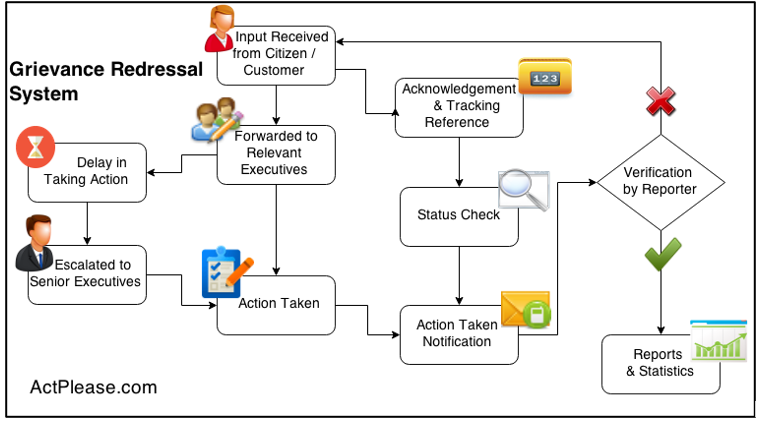 Grievance Redressal
System
Input Received
from Citizen /
Customer
Acknowledgement
& Tracking
Reference
123
Forwarded to
Relevant
Executives
Delay in
Taking Action
Verification
by Reporter
Status Check
Escalated to
Senior Executives
Action Taken
Action Taken
Notification
Reports
& Statistics
ActPlease.com